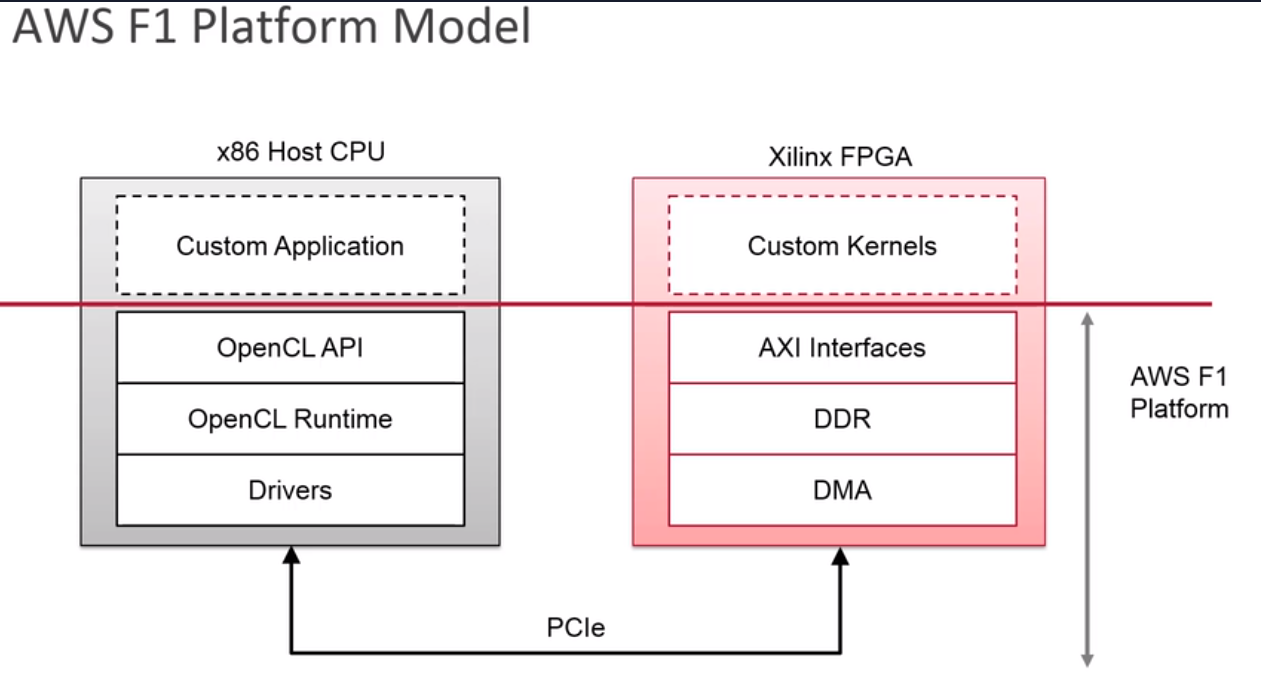 AWS F1 Platform Model
x86 Host CPU
Xilinx FPGA
Custom Application
Custom Kernels
OpenCL API
AXI Interfaces
AWS F1
Platform
OpenCL Runtime
DDR
Drivers
DMA
PCIe